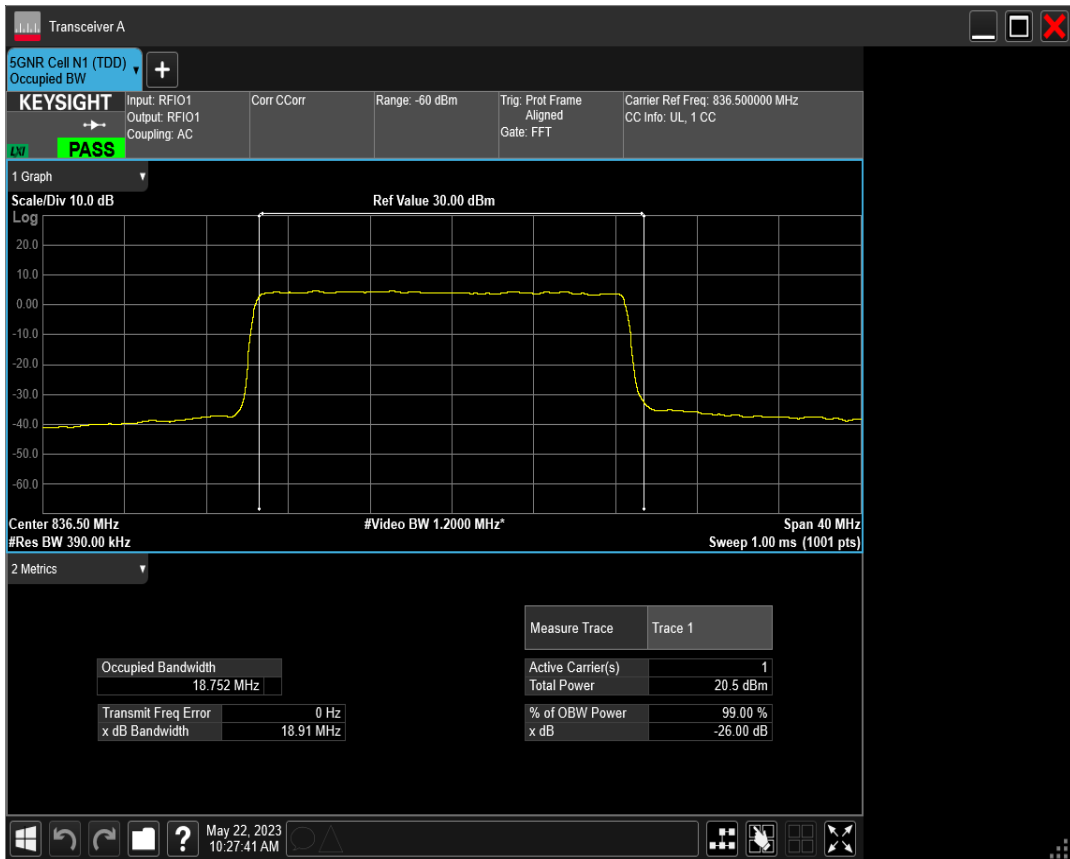 Transceiver A
5GNR Cell N1 (TDD)
Occupied BW
+
KEYSIGHT
LXI
PASS
Input: RFIO1
Output: RFIO1
Coupling: AC
Corr CCorr
Range: -60 dBm
Trig: Prot Frame
Aligned
Gate: FFT
Carrier Ref Freq: 836.500000 MHz
CC Info: UL, 1 CC
1 Graph
Scale/Div 10.0 dB
Ref Value 30.00 dBm
Log
20.0
10.0
0.00
-10.0
-20.0
-30.0
-40.0
-50.0
-60.0
Center 836.50 MHz
#Video BW 1.2000 MHz*
Span 40 MHz
#Res BW 390.00 kHz
Sweep 1.00 ms (1001 pts)
2 Metrics
Measure Trace Trace 1
Occupied Bandwidth
18.752 MHz
Active Carrier(s) 1
Total Power 20.5 dBm
Transmit Freq Error 0 Hz
x dB Bandwidth 18.91 MHz
% of OBW Power 99.00 %
x dB -26.00 dB
?
May 22, 2023
10:27:41 AM